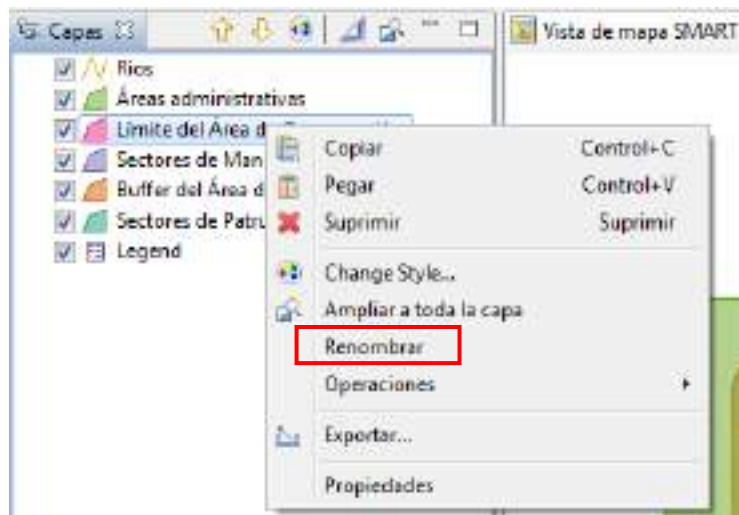 Capas
Vista de mapa SMART
Rios
Áreas administrativas
Límite del Área d
Sectores de Man
Buffer del Área d
Sectores de Patru
Legend
Copiar Control+C
Pegar Control+V
Suprimir Suprimir
Change Style...
Ampliar a toda la capa
Renombrar
Operaciones
Exportar...
Propiedades